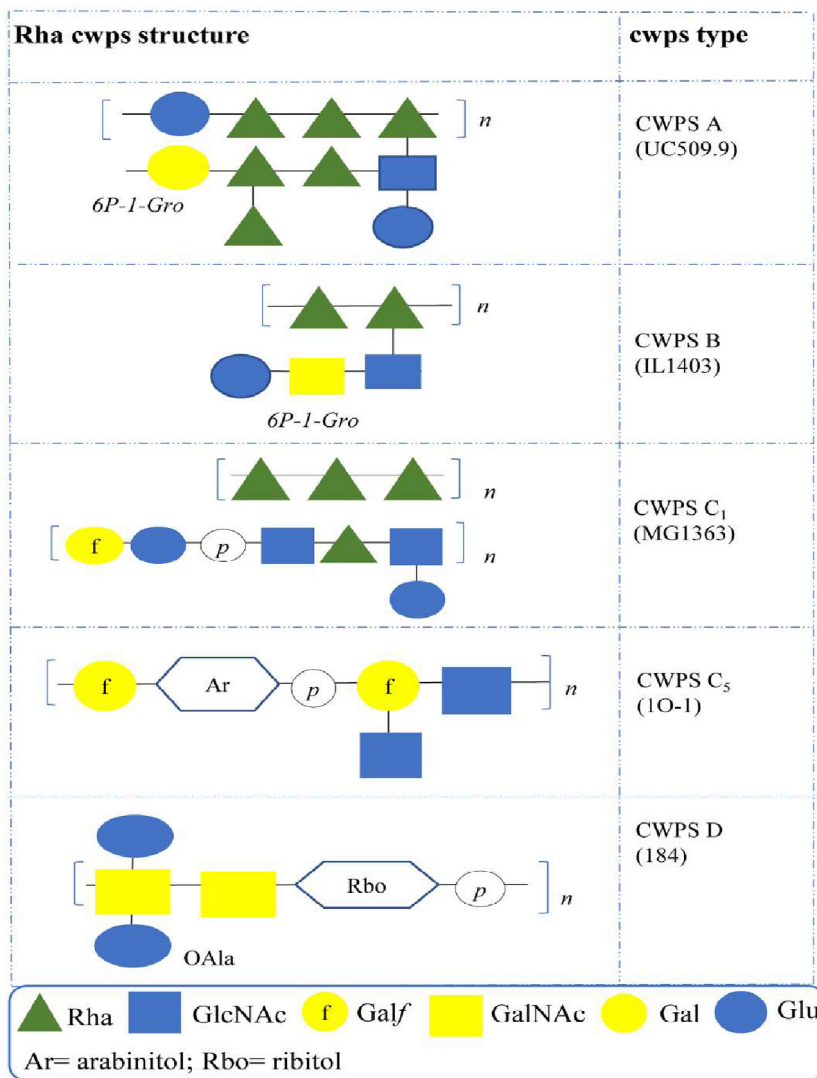 Rha cwps structure cwps type
n
CWPS A
(UC509.9)
6P-1-Gro
n
CWPS B
(IL1403)
6P-1-Gro
n
CWPS C₁
(MG1363)
f p n
f Ar p f n
CWPS C₅
(1O-1)
CWPS D
(184)
Rbo p n
OAla
Rha GlcNAc f Galf GalNAc Gal Glu
Ar= arabinitol; Rbo= ribitol